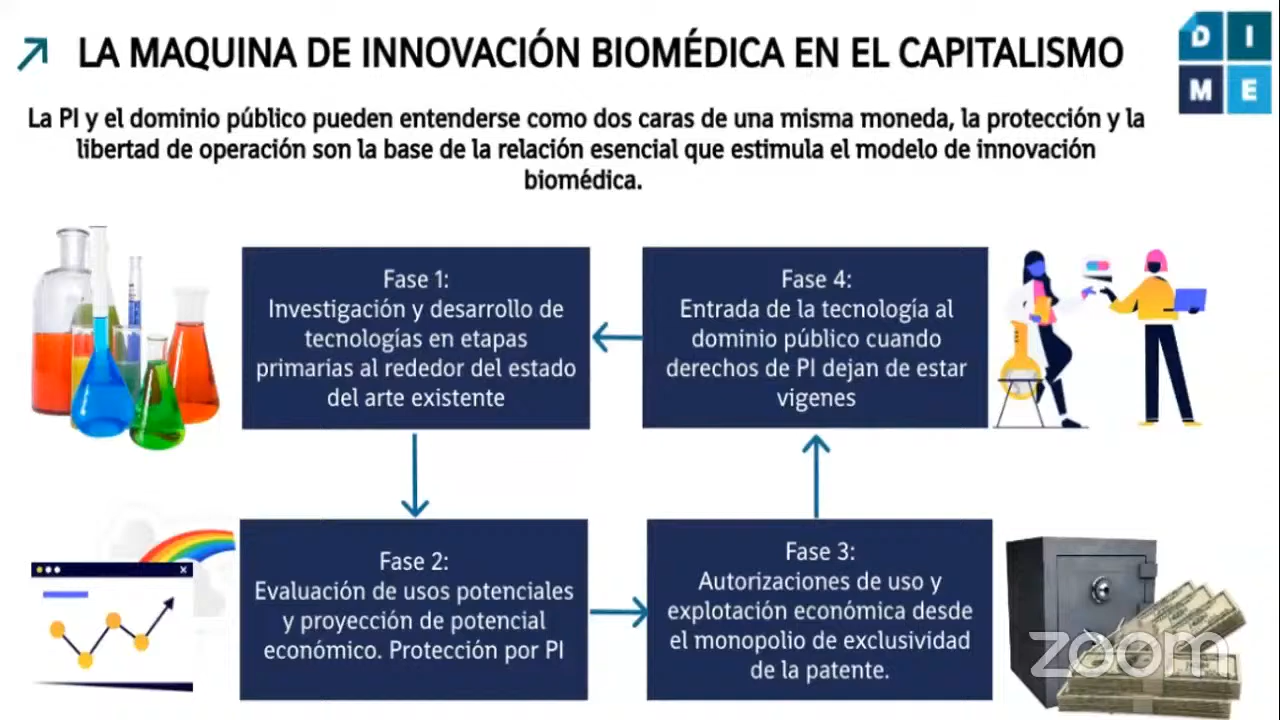 LA MAQUINA DE INNOVACIÓN BIOMÉDICA EN EL CAPITALISMO
D I
M E
La PI y el dominio público pueden entenderse como dos caras de una misma moneda, la protección y la
libertad de operación son la base de la relación esencial que estimula el modelo de innovación
biomédica.
Fase 1:
Investigación y desarrollo de
tecnologías en etapas
primarias al rededor del estado
del arte existente
Fase 4:
Entrada de la tecnología al
dominio público cuando
derechos de PI dejan de estar
vigenes
Fase 2:
Evaluación de usos potenciales
y proyección de potencial
económico. Protección por PI
Fase 3:
Autorizaciones de uso y
explotación económica desde
el monopolio de exclusividad
de la patente.
zoom